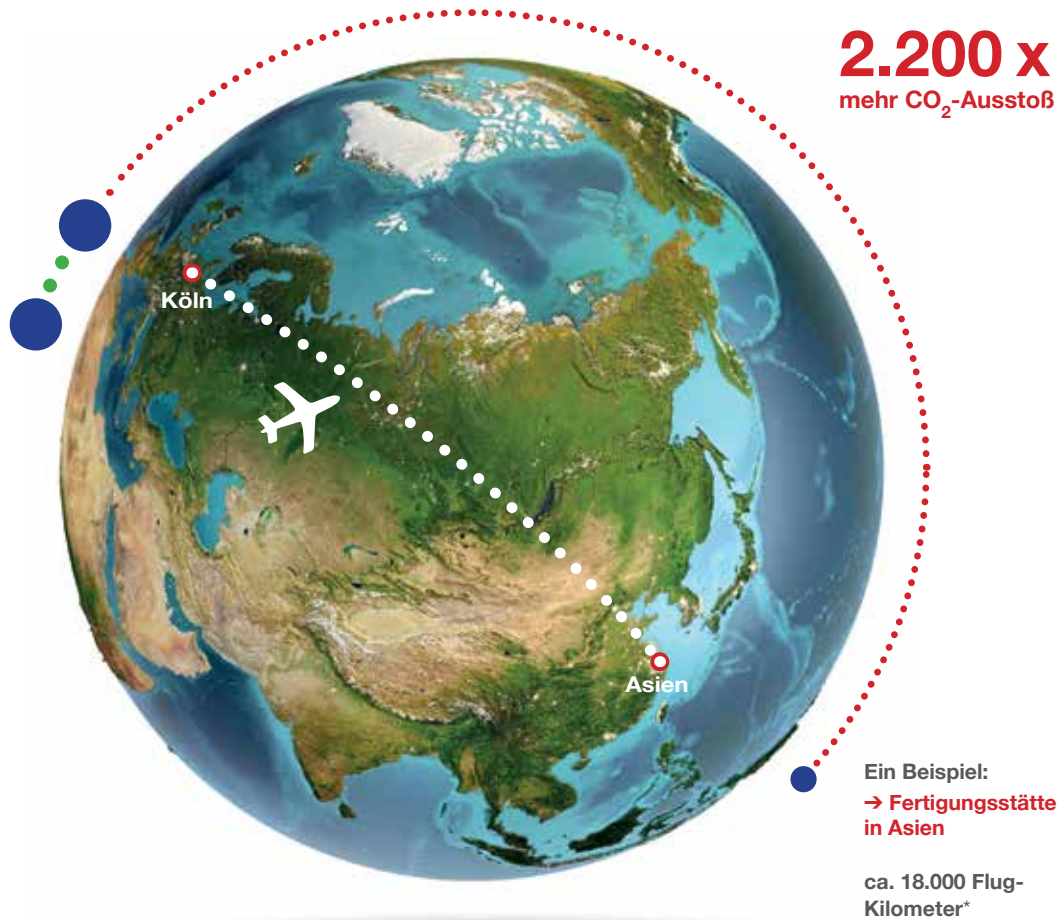 2.200 x
mehr CO₂-Ausstoß
Köln
Asien
Ein Beispiel:
➔ Fertigungsstätte
in Asien
ca. 18.000 Flug-
Kilometer*